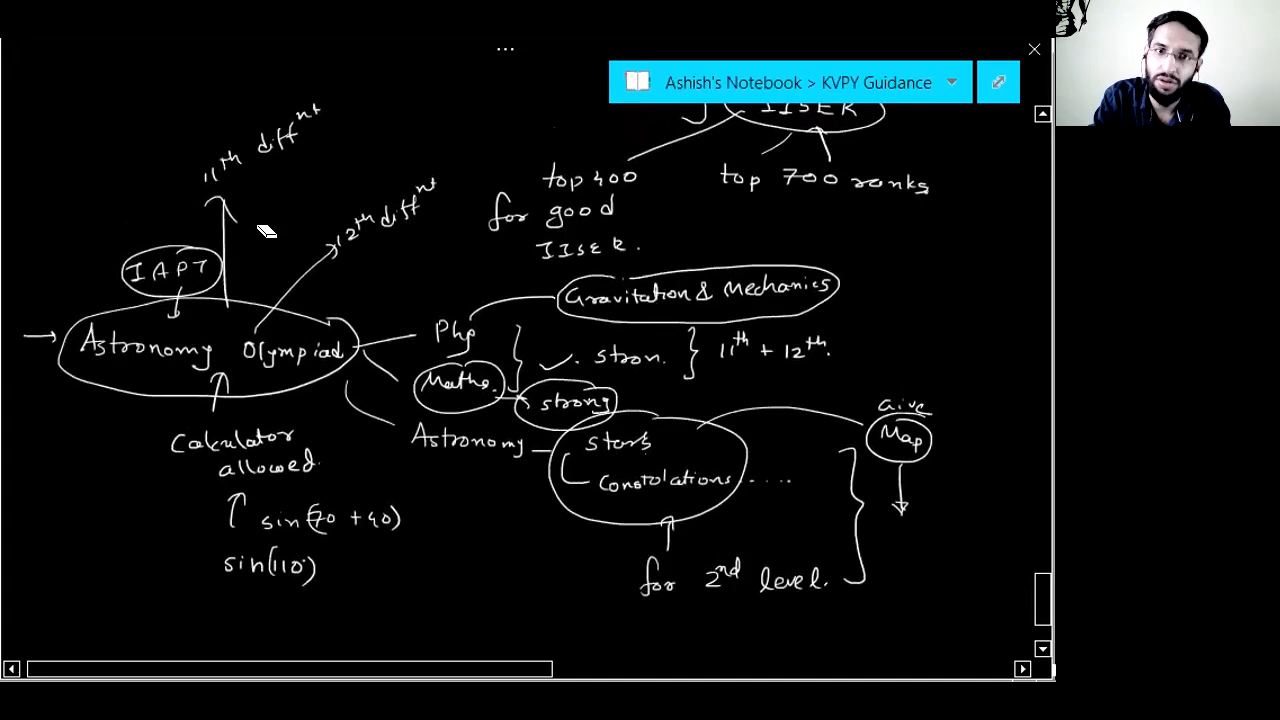 Ashish's Notebook > KVPY Guidance
IISER
top 400
for good
IISER.
top 700 ranks
11th diffnt
12th diffnt
IAPT
Astronomy Olympiad
Calculator
allowed.
sin(70 + 40)
sin(110°)
Phy
Maths.
stron.
strong
11th + 12th.
Gravitation & Mechanics
Astronomy
Stars
Constolations .....
give
Map
for 2nd level.